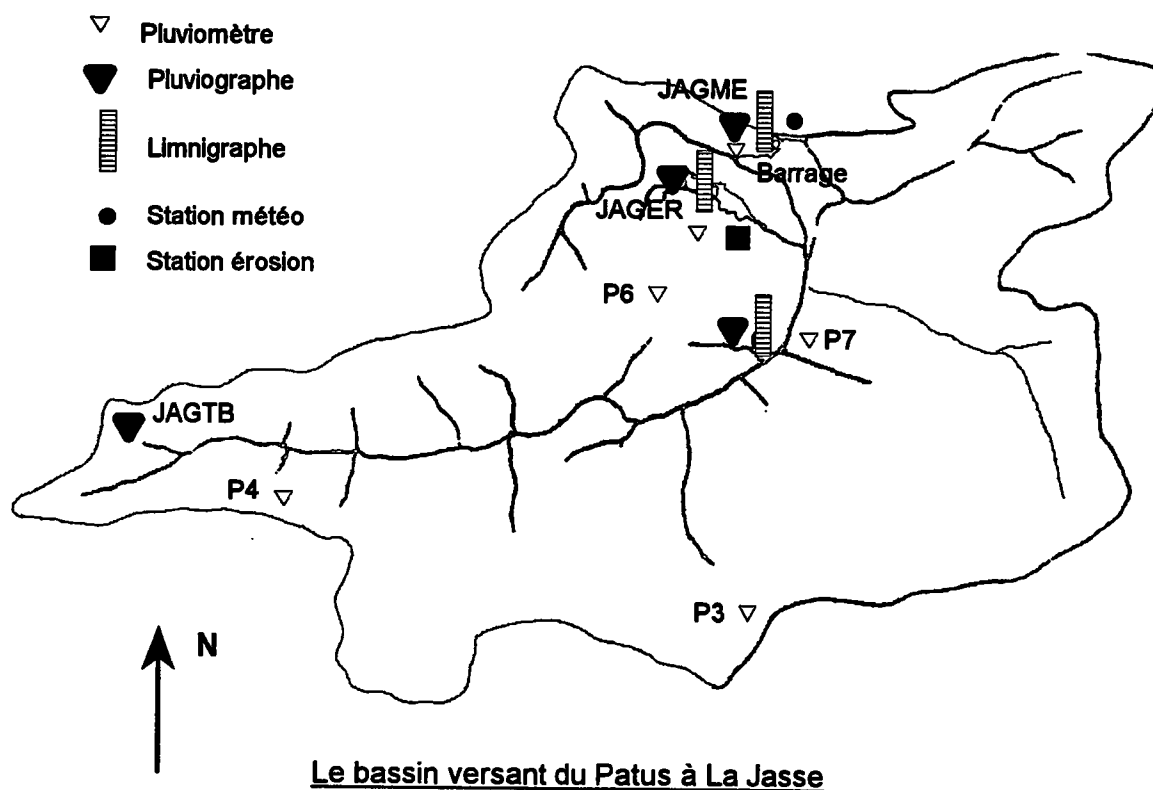 Pluviomètre
Pluviographe
Limnigraphe
Station météo
Station érosion
JAGME
Barrage
JAGER
P6
P7
JAGTB
P4
P3
N
Le bassin versant du Patus à La Jasse